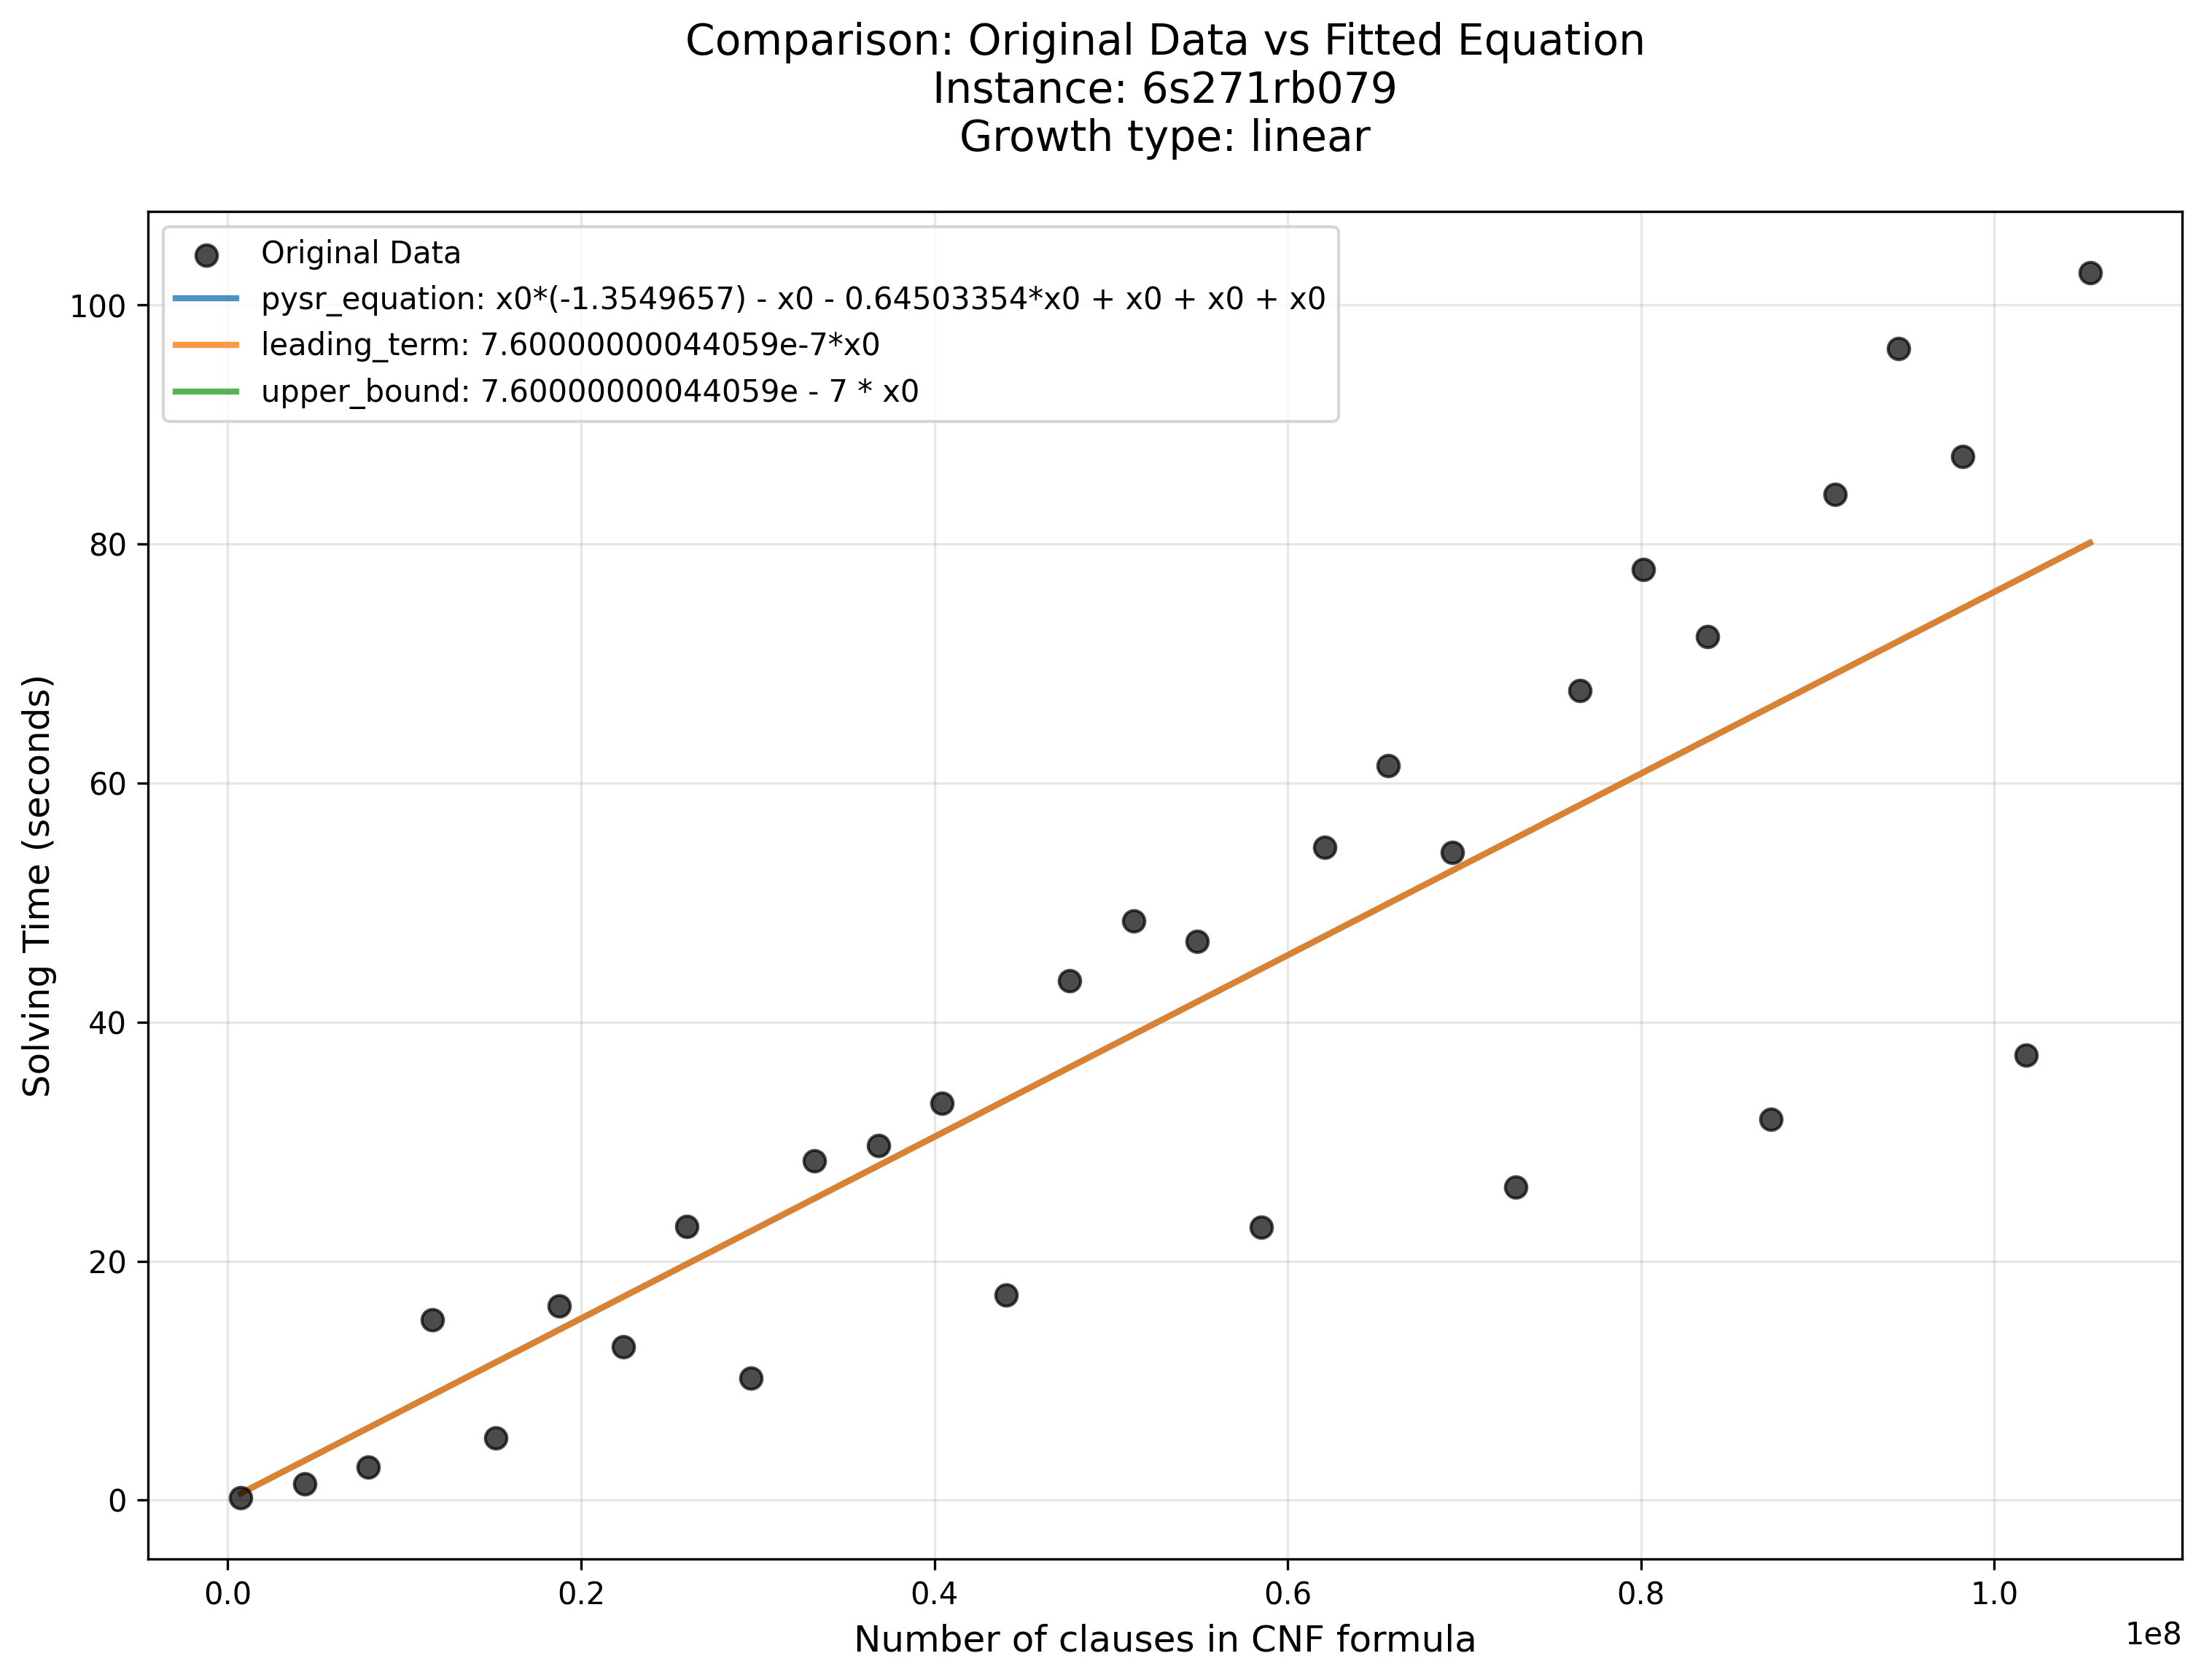 Comparison: Original Data vs Fitted Equation
Instance: 6s271rb079
Growth type: linear
Original Data
pysr_equation: x0*(-1.3549657) - x0 - 0.64503354*x0 + x0 + x0 + x0
leading_term: 7.60000000044059e-7*x0
upper_bound: 7.60000000044059e - 7 * x0
Solving Time (seconds)
100
80
60
40
20
0
0.0 0.2 0.4 0.6 0.8 1.0
1e8
Number of clauses in CNF formula